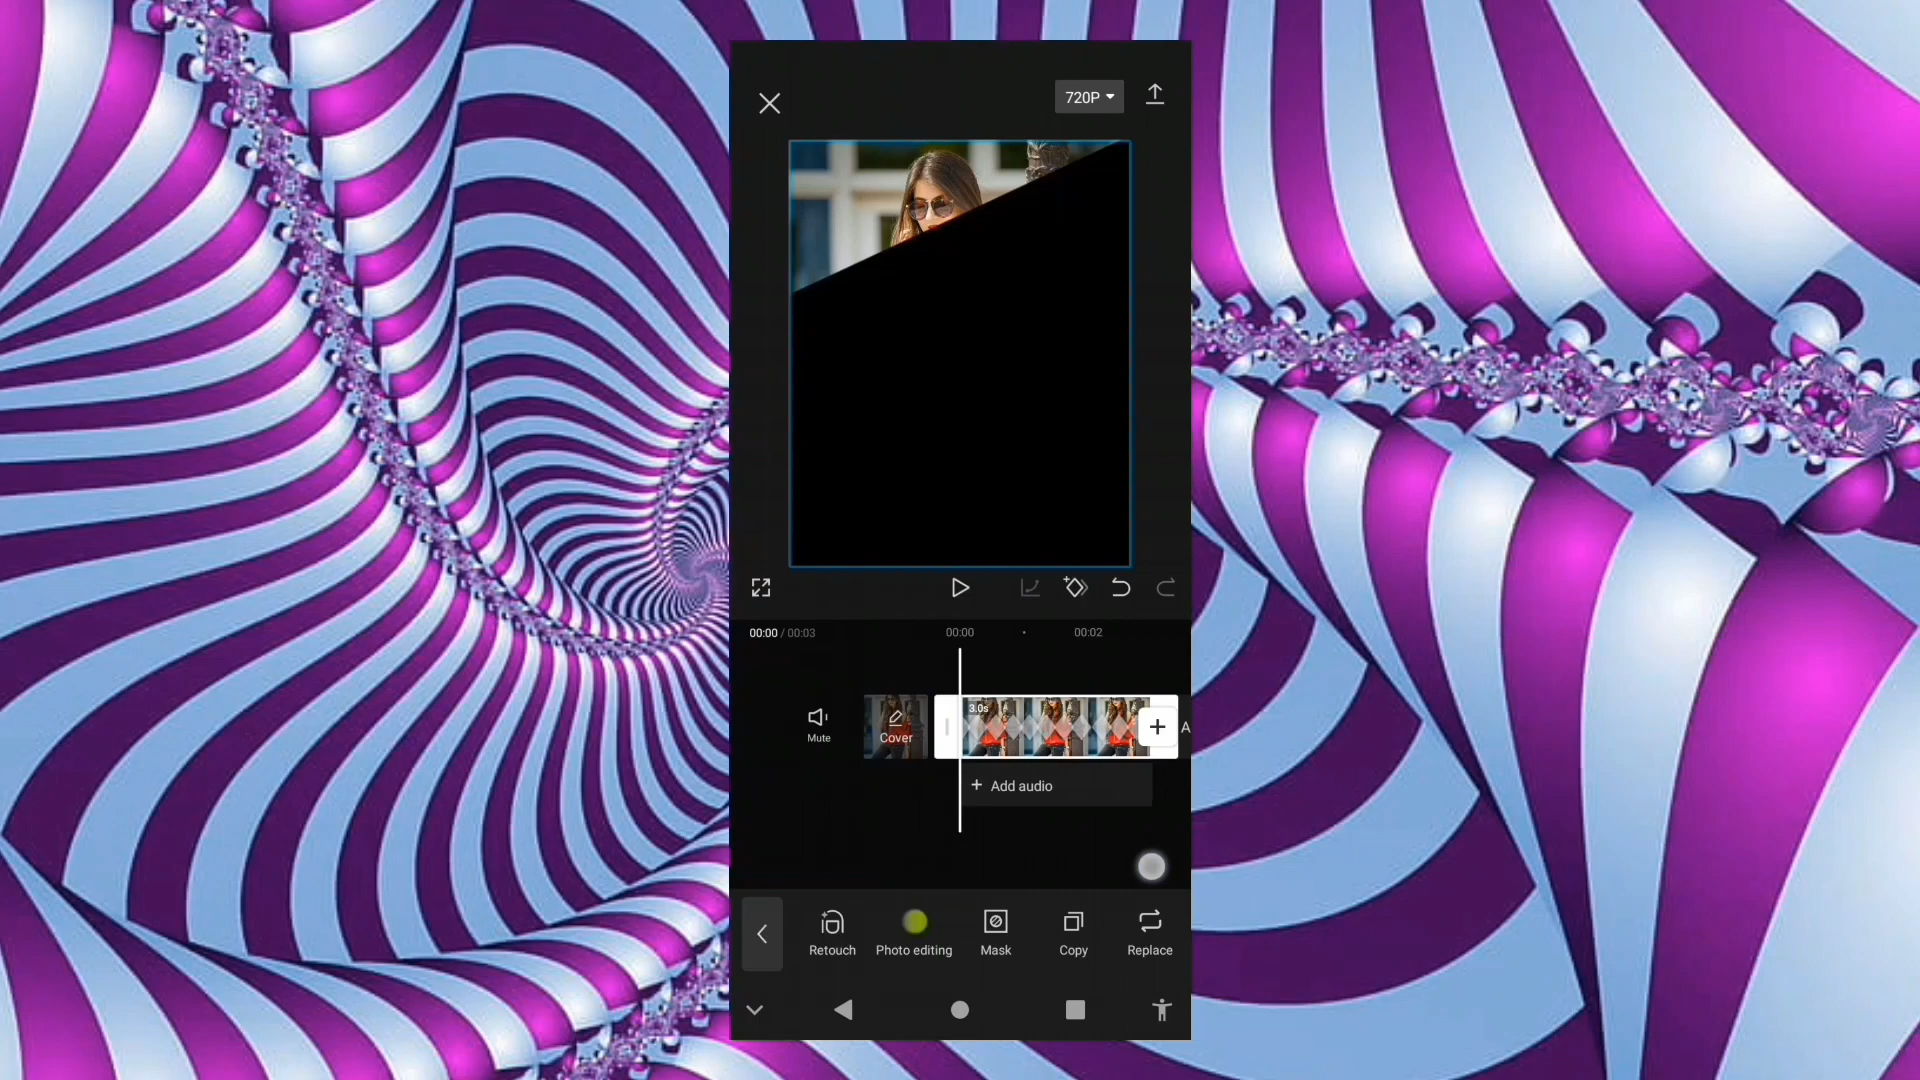 720P
00:00 / 00:03
00:00
00:02
Mute
Cover
3.0s
A
+ Add audio
Retouch
Photo editing
Mask
Copy
Replace